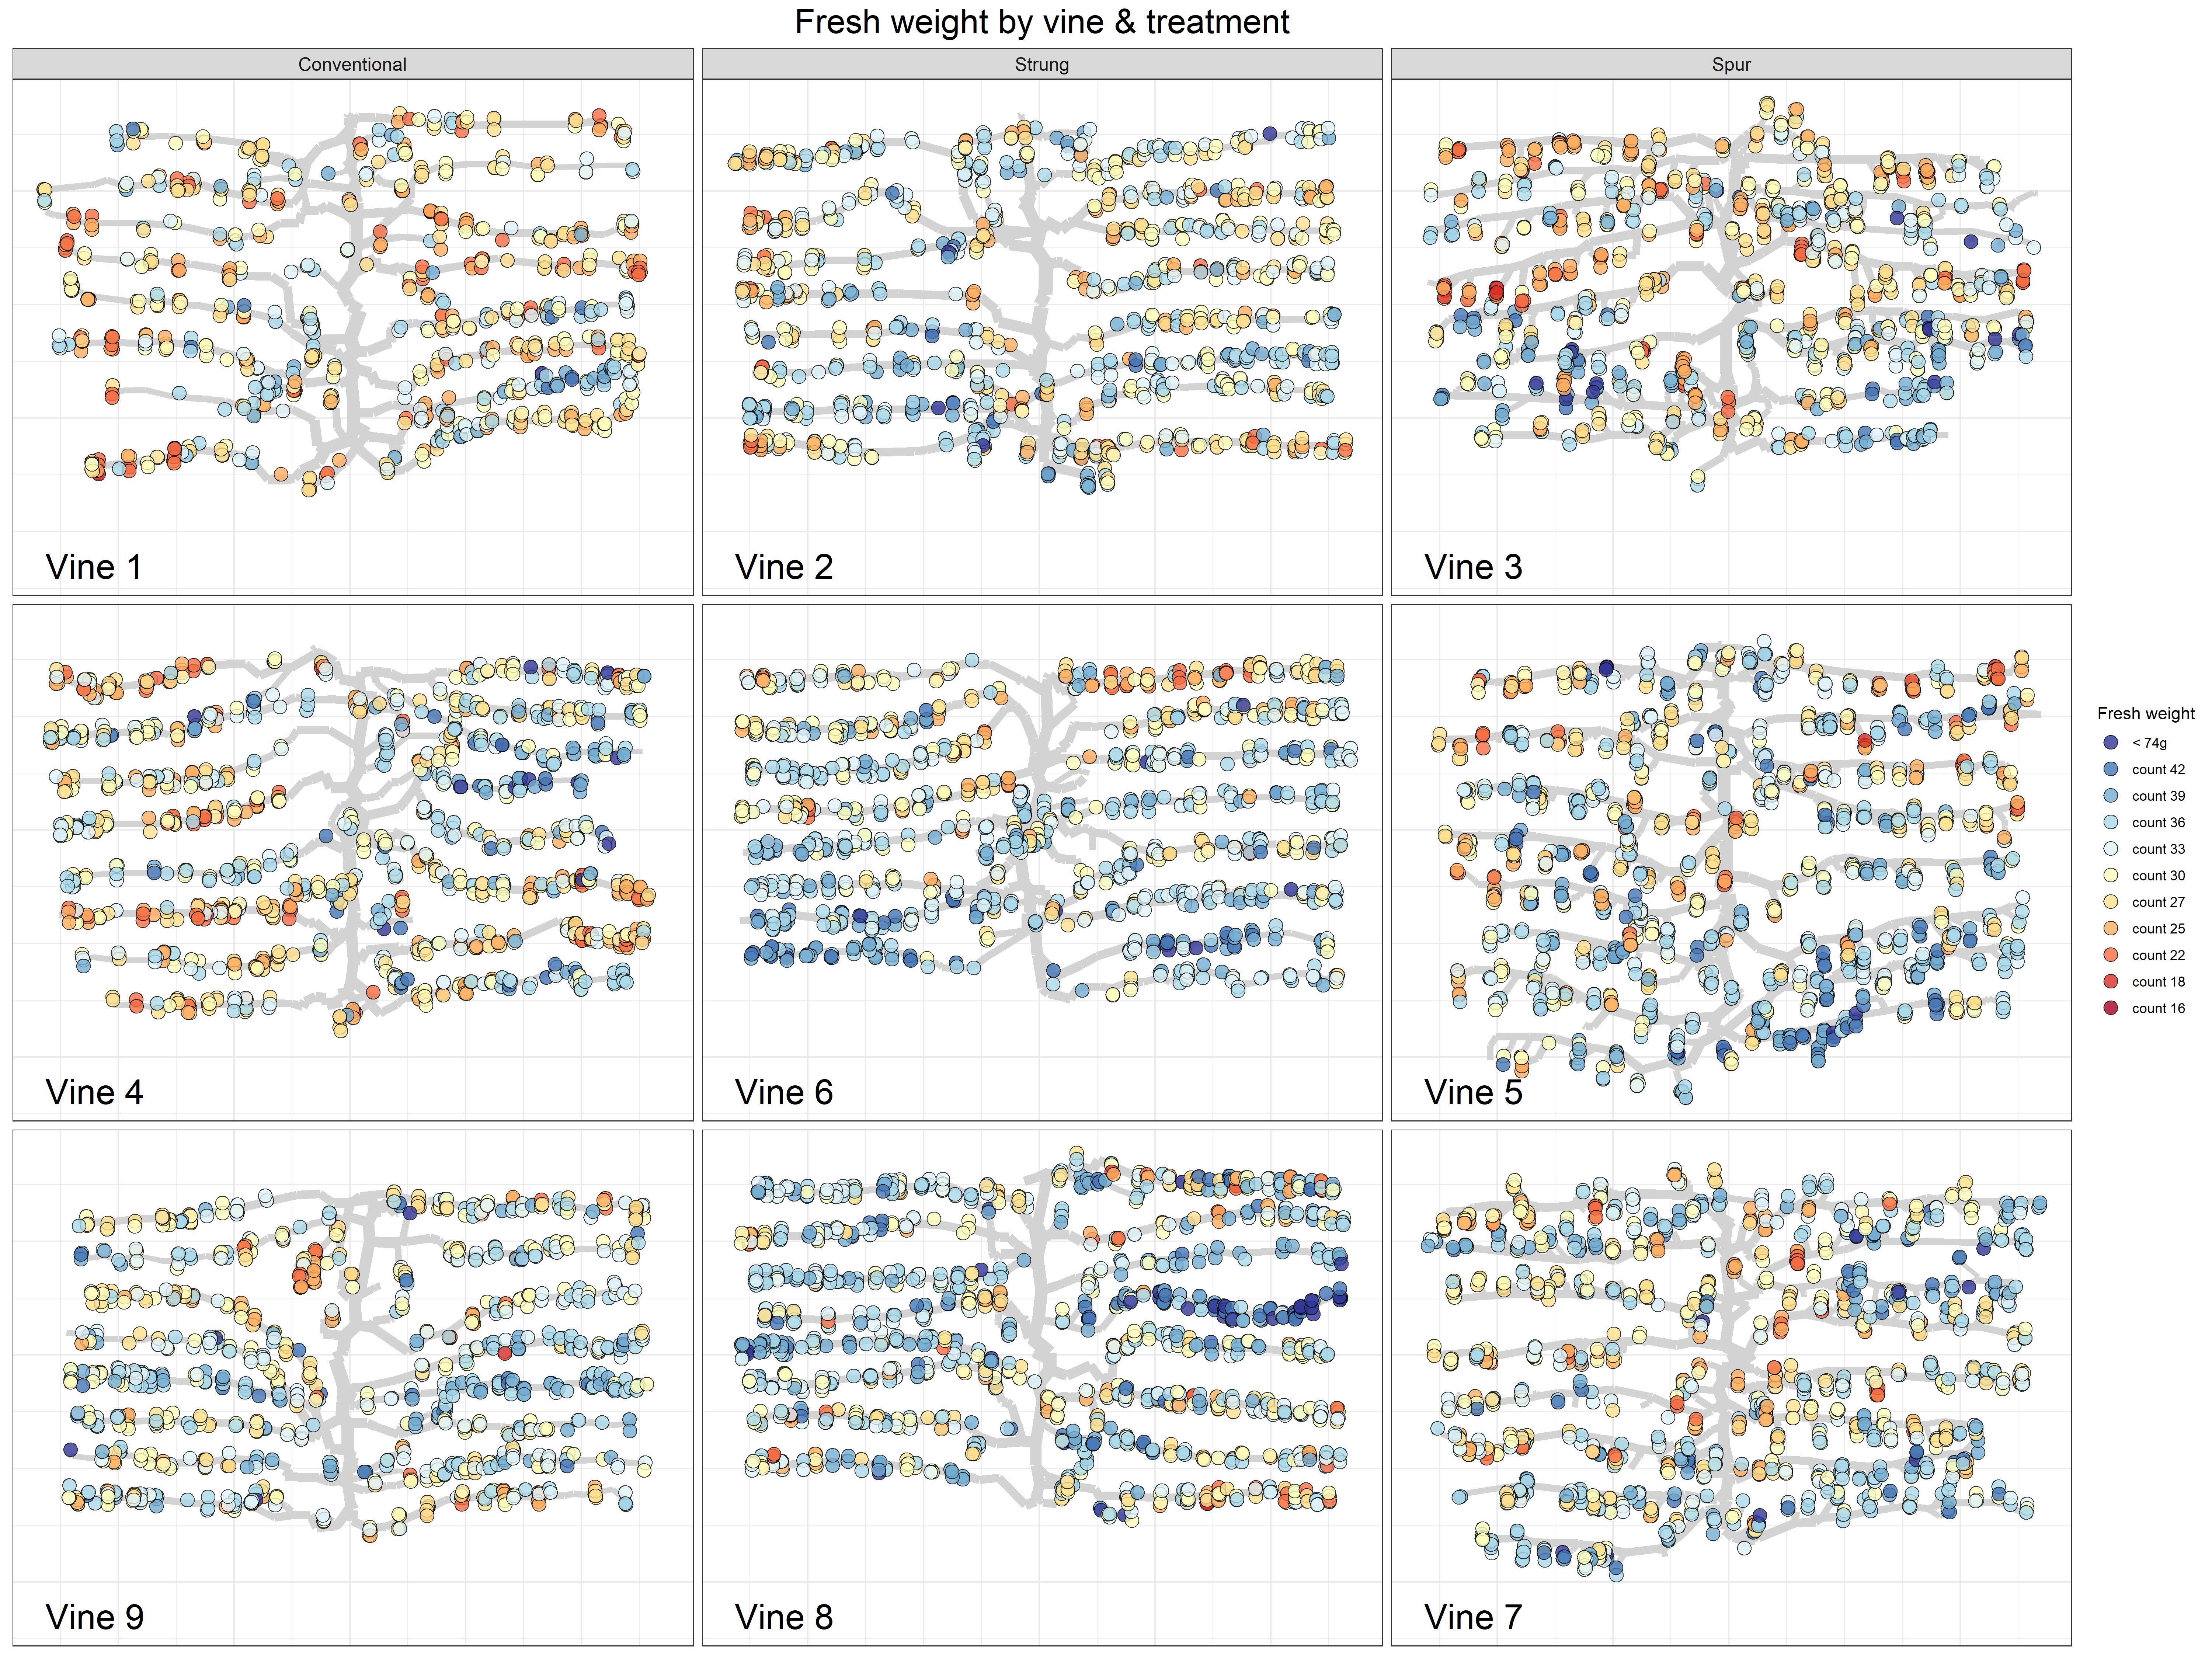 Fresh weight by vine & treatment
Conventional
Strung
Spur
Vine 1
Vine 2
Vine 3
Vine 4
Vine 6
Vine 5
Vine 9
Vine 8
Vine 7
Fresh weight
< 74g
count 42
count 39
count 36
count 33
count 30
count 27
count 25
count 22
count 18
count 16